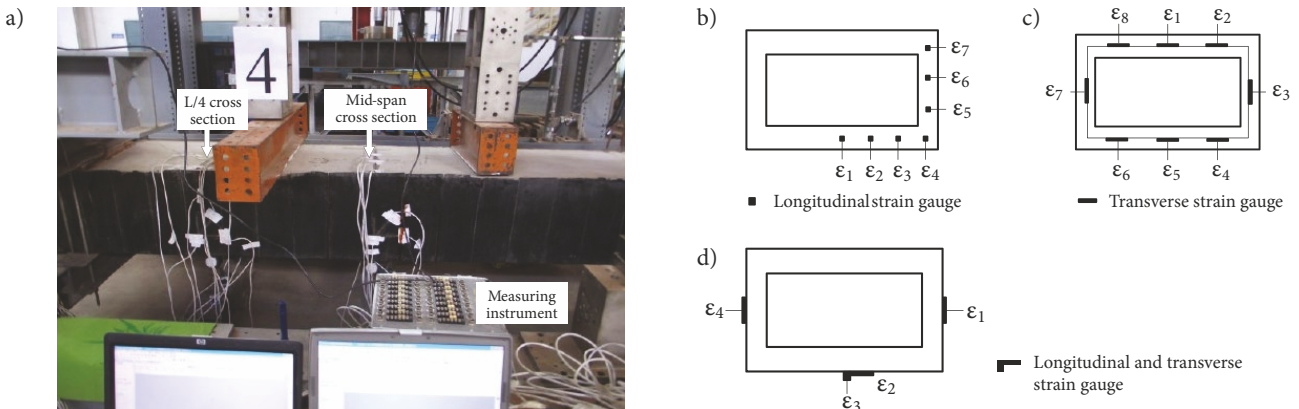 a)
4
L/4 cross
section
Mid-span
cross section
Measuring
instrument
hp
b)
ε7
ε6
ε5
ε1 ε2 ε3 ε4
Longitudinal strain gauge
c)
ε8 ε1 ε2
ε7 ε3
ε6 ε5 ε4
Transverse strain gauge
d)
ε4 ε1
ε2
ε3
Longitudinal and transverse
strain gauge